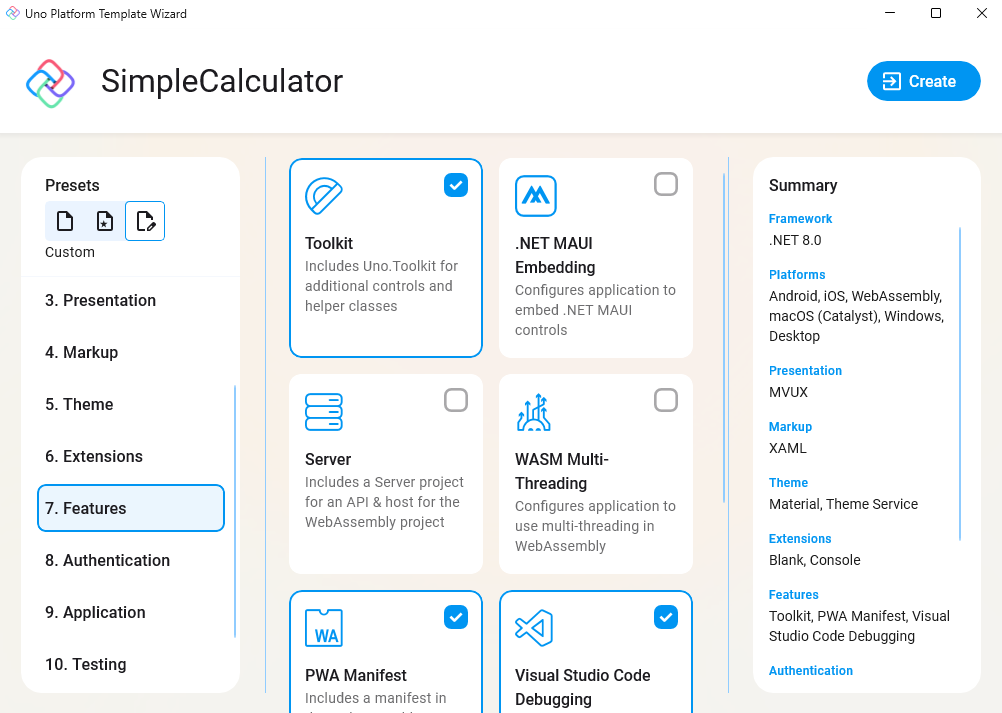 Uno Platform Template Wizard
SimpleCalculator
Create
Presets
Custom
3. Presentation
4. Markup
5. Theme
6. Extensions
7. Features
8. Authentication
9. Application
10. Testing
Toolkit
Includes Uno.Toolkit for
additional controls and
helper classes
.NET MAUI
Embedding
Configures application to
embed .NET MAUI
controls
Server
Includes a Server project
for an API & host for the
WebAssembly project
WASM Multi-
Threading
Configures application to
use multi-threading in
WebAssembly
WA
PWA Manifest
Includes a manifest in
Visual Studio Code
Debugging
Summary
Framework
.NET 8.0
Platforms
Android, iOS, WebAssembly,
macOS (Catalyst), Windows,
Desktop
Presentation
MVUX
Markup
XAML
Theme
Material, Theme Service
Extensions
Blank, Console
Features
Toolkit, PWA Manifest, Visual
Studio Code Debugging
Authentication